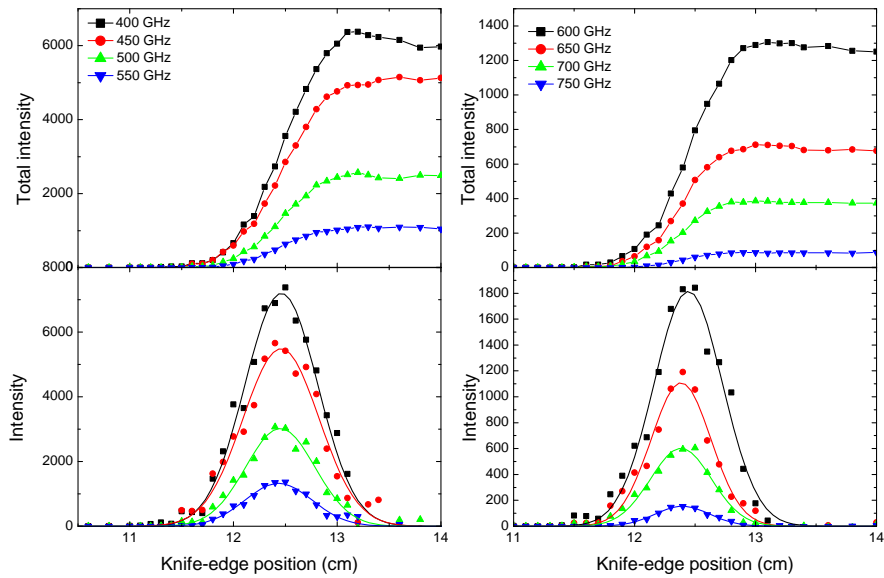 400 GHz
450 GHz
500 GHz
550 GHz
Total intensity
6000
4000
2000
8000
600 GHz
650 GHz
700 GHz
750 GHz
Total intensity
1400
1200
1000
800
600
400
200
0
Intensity
6000
4000
2000
0
11 12 13 14
Knife-edge position (cm)
Intensity
1800
1600
1400
1200
1000
800
600
400
200
0
11 12 13 14
Knife-edge position (cm)